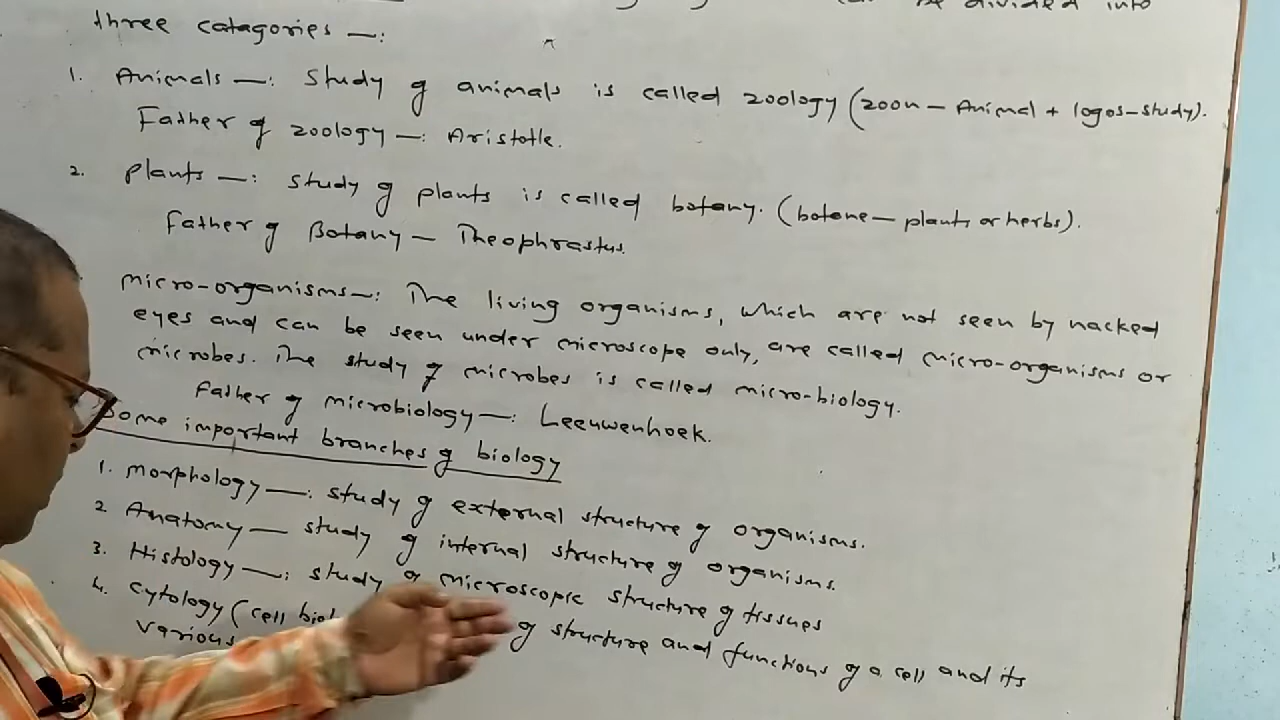 be divided into
three catagories —:
1. Animals —: Study of animals is called zoology (zoon – Animal + logos–study).
Father of zoology —: Aristotle.
2. Plants —: Study of plants is called botany. (botane – plants or herbs).
Father of Botany – Theophrastus.
Micro-organisms —: The living organisms, which are not seen by nacked
eyes and can be seen under microscope only, are called micro-organisms or
microbes. The study of microbes is called micro-biology.
Father of microbiology —: Leeuwenhoek.
Some important branches of biology
1. Morphology —: study of external structure of organisms.
2. Anatomy — study of internal structure of organisms.
3. Histology —: study of microscopic structure of tissues
4. Cytology (cell of structure and functions of a cell and its
various